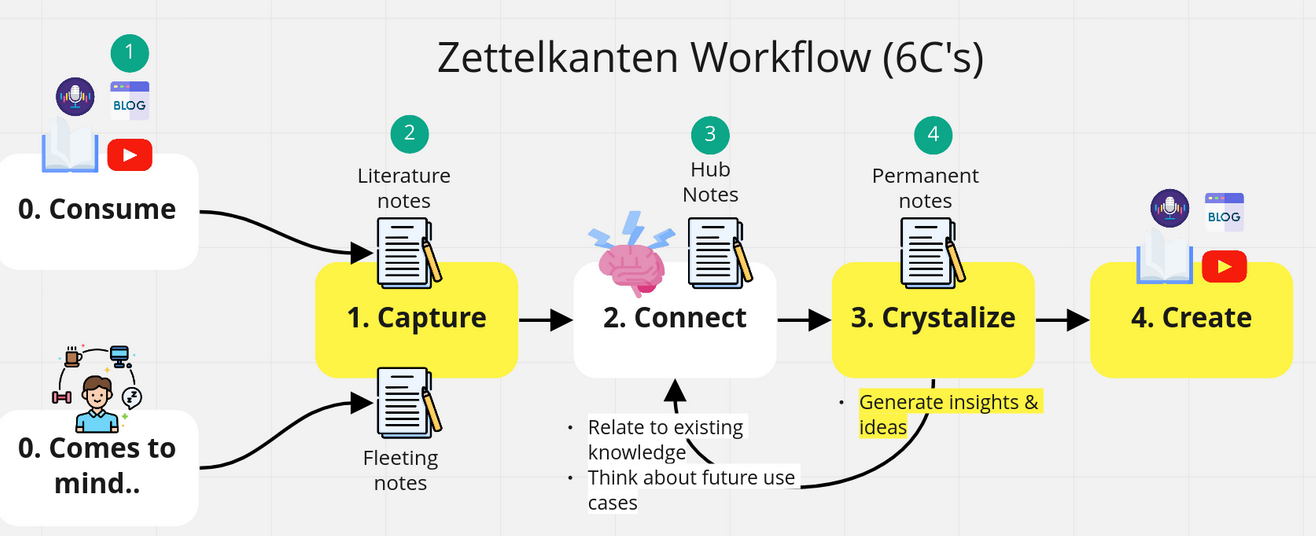 Zettelkanten Workflow (6C's)
1
BLOG
0. Consume
2
Literature
notes
1. Capture
Fleeting
notes
0. Comes to
mind..
3
Hub
Notes
2. Connect
• Relate to existing
knowledge
• Think about future use
cases
4
Permanent
notes
3. Crystalize
• Generate insights &
ideas
BLOG
4. Create